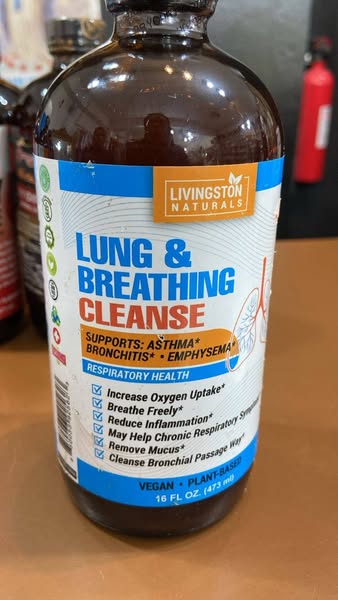 LIVINGSTON
NATURALS
LUNG &
BREATHING
CLEANSE
SUPPORTS: ASTHMA*
BRONCHITIS* • EMPHYSEMA*
RESPIRATORY HEALTH
Increase Oxygen Uptake*
Breathe Freely*
Reduce Inflammation*
May Help Chronic Respiratory
Remove Mucus*
Cleanse Bronchial Passage Way*
VEGAN • PLANT-BASED
16 FL OZ. (473 ml)